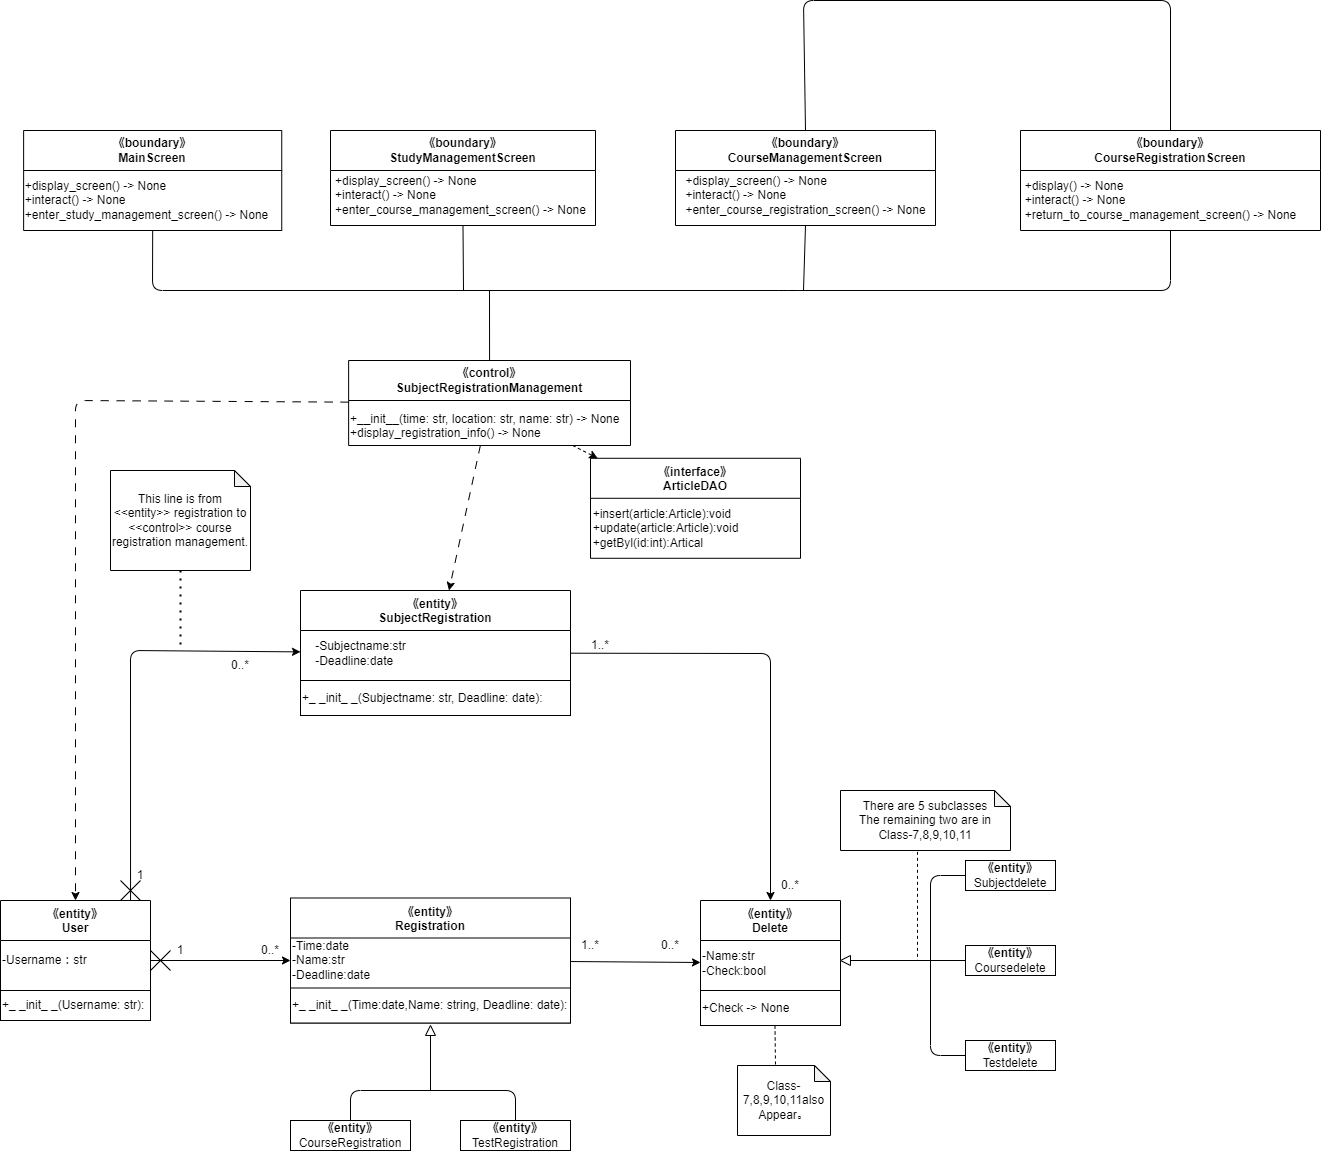 《boundary》
MainScreen
+display_screen() -> None
+interact() -> None
+enter_study_management_screen() -> None
《boundary》
StudyManagementScreen
+display_screen() -> None
+interact() -> None
+enter_course_management_screen() -> None
《boundary》
CourseManagementScreen
+display_screen() -> None
+interact() -> None
+enter_course_registration_screen() -> None
《boundary》
CourseRegistrationScreen
+display() -> None
+interact() -> None
+return_to_course_management_screen() -> None
《control》
SubjectRegistrationManagement
+__init__(time: str, location: str, name: str) -> None
+display_registration_info() -> None
《interface》
ArticleDAO
+insert(article:Article):void
+update(article:Article):void
+getByI(id:int):Artical
This line is from
<<entity>> registration to
<<control>> course
registration management.
《entity》
SubjectRegistration
-Subjectname:str
-Deadline:date
+_ _init_ _(Subjectname: str, Deadline: date):
0..*
1..*
1
0..*
There are 5 subclasses
The remaining two are in
Class-7,8,9,10,11
《entity》
User
-Username：str
+_ _init_ _(Username: str):
1
0..*
《entity》
Registration
-Time:date
-Name:str
-Deadline:date
+_ _init_ _(Time:date,Name: string, Deadline: date):
1..*
0..*
《entity》
Delete
-Name:str
-Check:bool
+Check -> None
《entity》
Subjectdelete
《entity》
Coursedelete
《entity》
Testdelete
Class-
7,8,9,10,11also
Appear。
《entity》
CourseRegistration
《entity》
TestRegistration